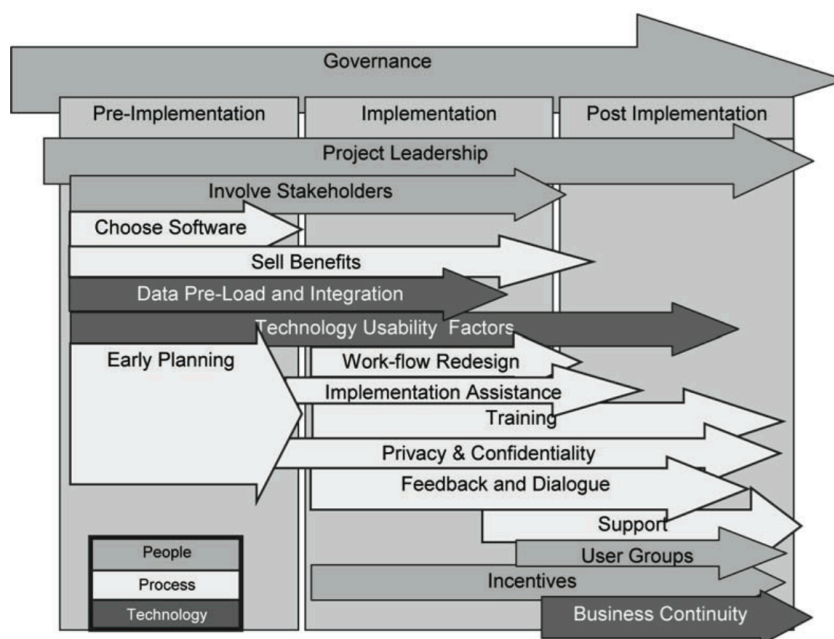 Governance
Pre-Implementation
Implementation
Post Implementation
Project Leadership
Involve Stakeholders
Choose Software
Sell Benefits
Data Pre-Load and Integration
Technology Usability Factors
Early Planning
Work-flow Redesign
Implementation Assistance
Training
Privacy & Confidentiality
Feedback and Dialogue
Support
User Groups
Incentives
Business Continuity
People
Process
Technology